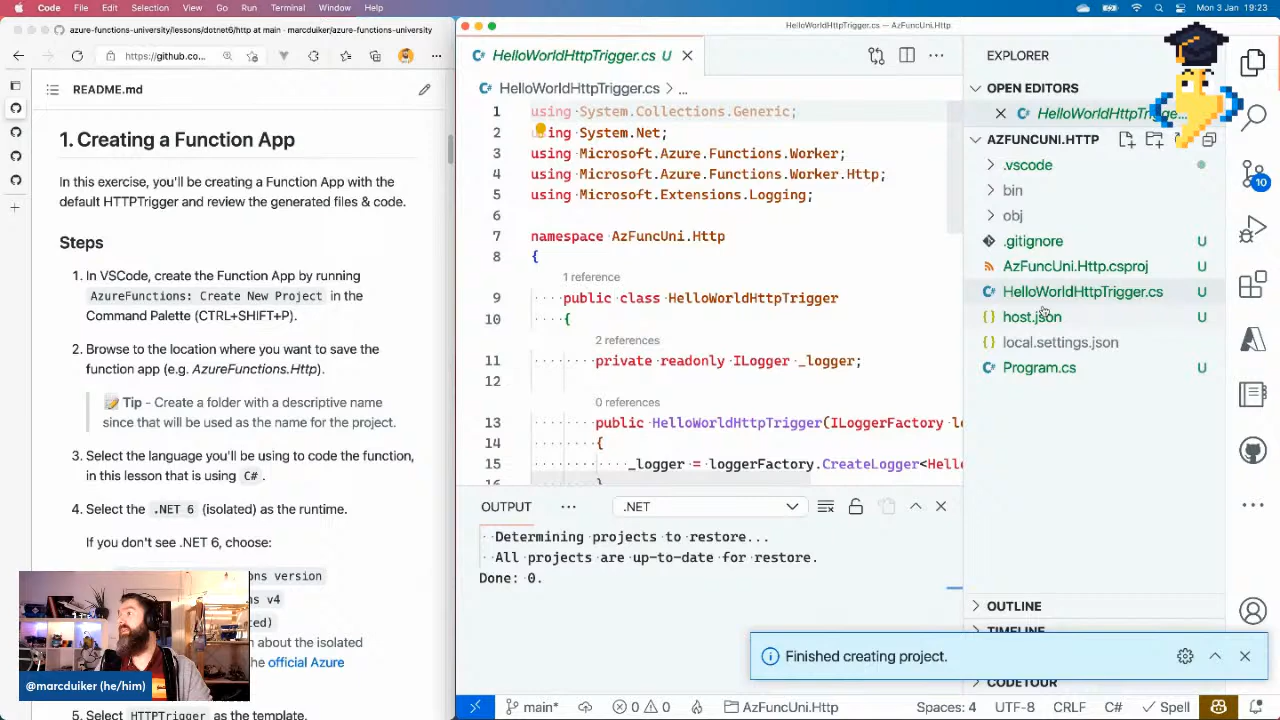 Code File Edit Selection View Go Run Terminal Window Help
Mon 9 Jan 19:23
azure-functions-university/lessons/dotnet6/http at main · marcduiker/azure-functions-university
https://github.co...
README.md
1. Creating a Function App
In this exercise, you'll be creating a Function App with the
default HTTPTrigger and review the generated files & code.
Steps
1. In VSCode, create the Function App by running
AzureFunctions: Create New Project in the
Command Palette (CTRL+SHIFT+P).
2. Browse to the location where you want to save the
function app (e.g. AzureFunctions.Http).
📝 Tip - Create a folder with a descriptive name
since that will be used as the name for the project.
3. Select the language you'll be using to code the function,
in this lesson that is using C# .
4. Select the .NET 6 (isolated) as the runtime.
If you don't see .NET 6, choose:
ons version
s v4
ted)
n about the isolated
he official Azure
5. Select HTTPTrigger as the template.
@marcduiker (he/him)
HelloWorldHttpTrigger.cs — AzFuncUni.Http
HelloWorldHttpTrigger.cs U
HelloWorldHttpTrigger.cs > ...
1 using System.Collections.Generic;
2 ing System.Net;
3 using Microsoft.Azure.Functions.Worker;
4 using Microsoft.Azure.Functions.Worker.Http;
5 using Microsoft.Extensions.Logging;
6
7 namespace AzFuncUni.Http
8 {
1 reference
9 public class HelloWorldHttpTrigger
10 {
2 references
11 private readonly ILogger _logger;
12
0 references
13 public HelloWorldHttpTrigger(ILoggerFactory lo
14 {
15 _logger = loggerFactory.CreateLogger<Hello
16 }
OUTPUT
.NET
Determining projects to restore...
All projects are up-to-date for restore.
Done: 0.
EXPLORER
OPEN EDITORS
HelloWorldHttpTrigge...
AZFUNCUNI.HTTP
.vscode
bin
obj
.gitignore U
AzFuncUni.Http.csproj U
HelloWorldHttpTrigger.cs U
host.json U
local.settings.json
Program.cs U
10
OUTLINE
TIMELINE
Finished creating project.
CODETOUR
main* 0 0 AzFuncUni.Http Spaces: 4 UTF-8 CRLF C# Spell